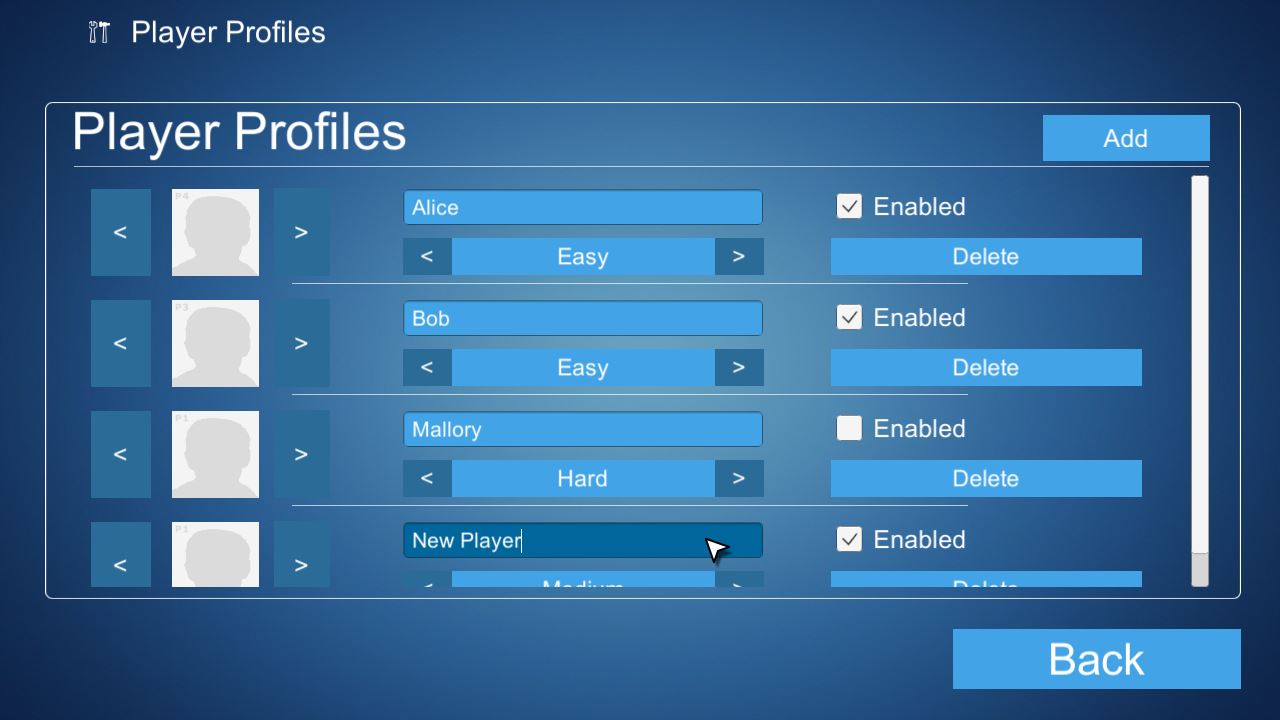 Player Profiles
Player Profiles
Add
P4
< >
Alice
Enabled
< Easy >
Delete
P3
< >
Bob
Enabled
< Easy >
Delete
P1
< >
Mallory
Enabled
< Hard >
Delete
P1
< >
New Player
Enabled
< Medium >
Delete
Back